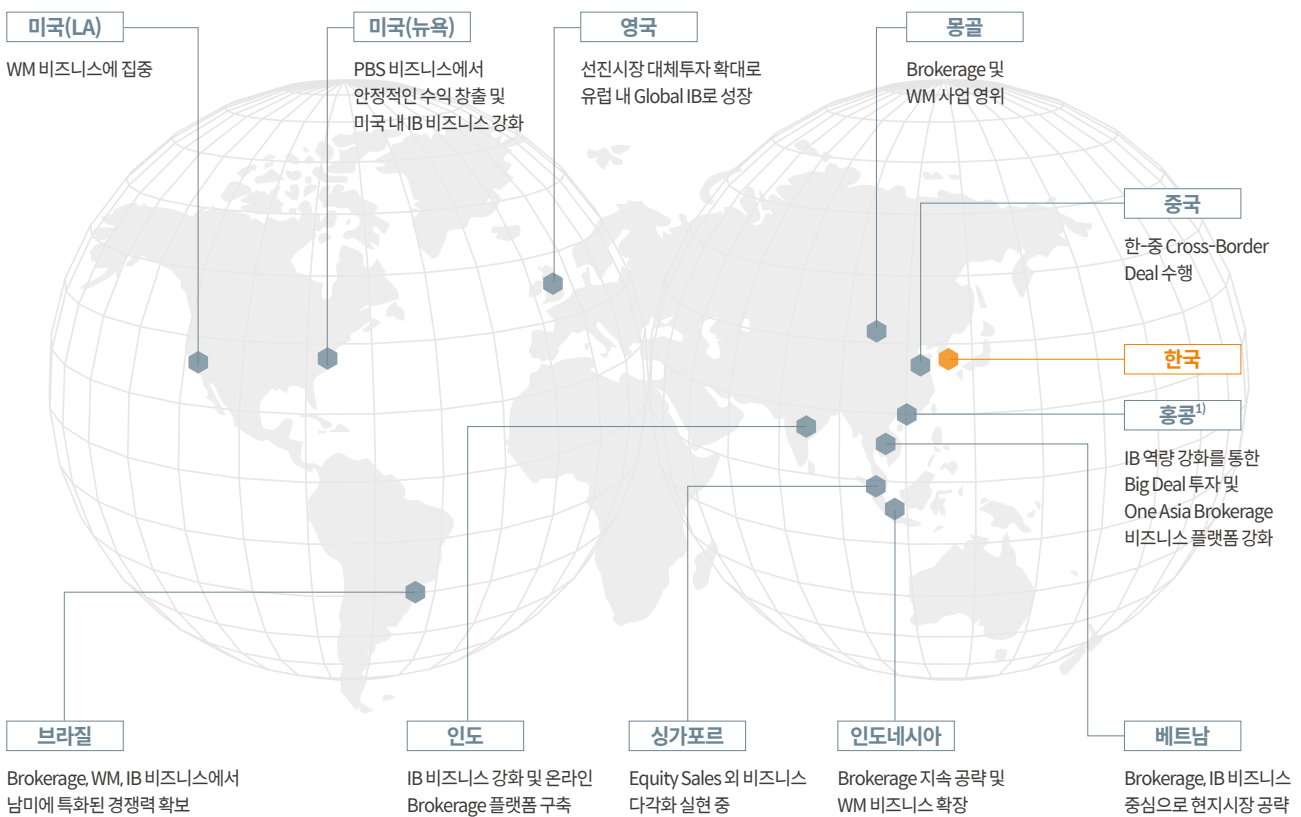 미국(LA)
WM 비즈니스에 집중
미국(뉴욕)
PBS 비즈니스에서
안정적인 수익 창출 및
미국 내 IB 비즈니스 강화
영국
선진시장 대체투자 확대로
유럽 내 Global IB로 성장
몽골
Brokerage 및
WM 사업 영위
중국
한-중 Cross-Border
Deal 수행
한국
홍콩1)
IB 역량 강화를 통한
Big Deal 투자 및
One Asia Brokerage
비즈니스 플랫폼 강화
브라질
Brokerage, WM, IB 비즈니스에서
남미에 특화된 경쟁력 확보
인도
IB 비즈니스 강화 및 온라인
Brokerage 플랫폼 구축
싱가포르
Equity Sales 외 비즈니스
다각화 실현 중
인도네시아
Brokerage 지속 공략 및
WM 비즈니스 확장
베트남
Brokerage, IB 비즈니스
중심으로 현지시장 공략